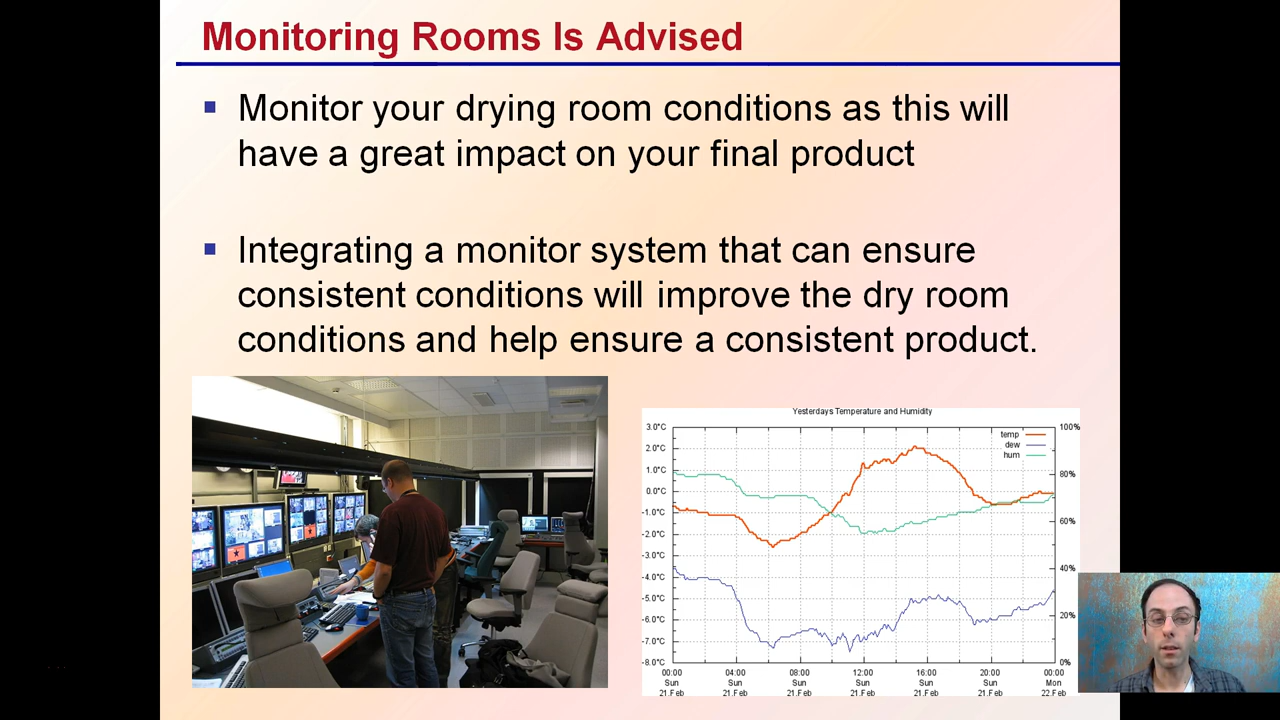 Monitoring Rooms Is Advised
Monitor your drying room conditions as this will
have a great impact on your final product
Integrating a monitor system that can ensure
consistent conditions will improve the dry room
conditions and help ensure a consistent product.
Yesterdays Temperature and Humidity
3.0°C
2.0°C
1.0°C
0.0°C
-1.0°C
-2.0°C
-3.0°C
-4.0°C
-5.0°C
-6.0°C
-7.0°C
-8.0°C
temp
dew
hum
100%
80%
60%
40%
20%
0%
00:00 04:00 08:00 12:00 16:00 20:00 00:00
Sun Sun Sun Sun Sun Sun Mon
21.Feb 21.Feb 21.Feb 21.Feb 21.Feb 21.Feb 22.Feb